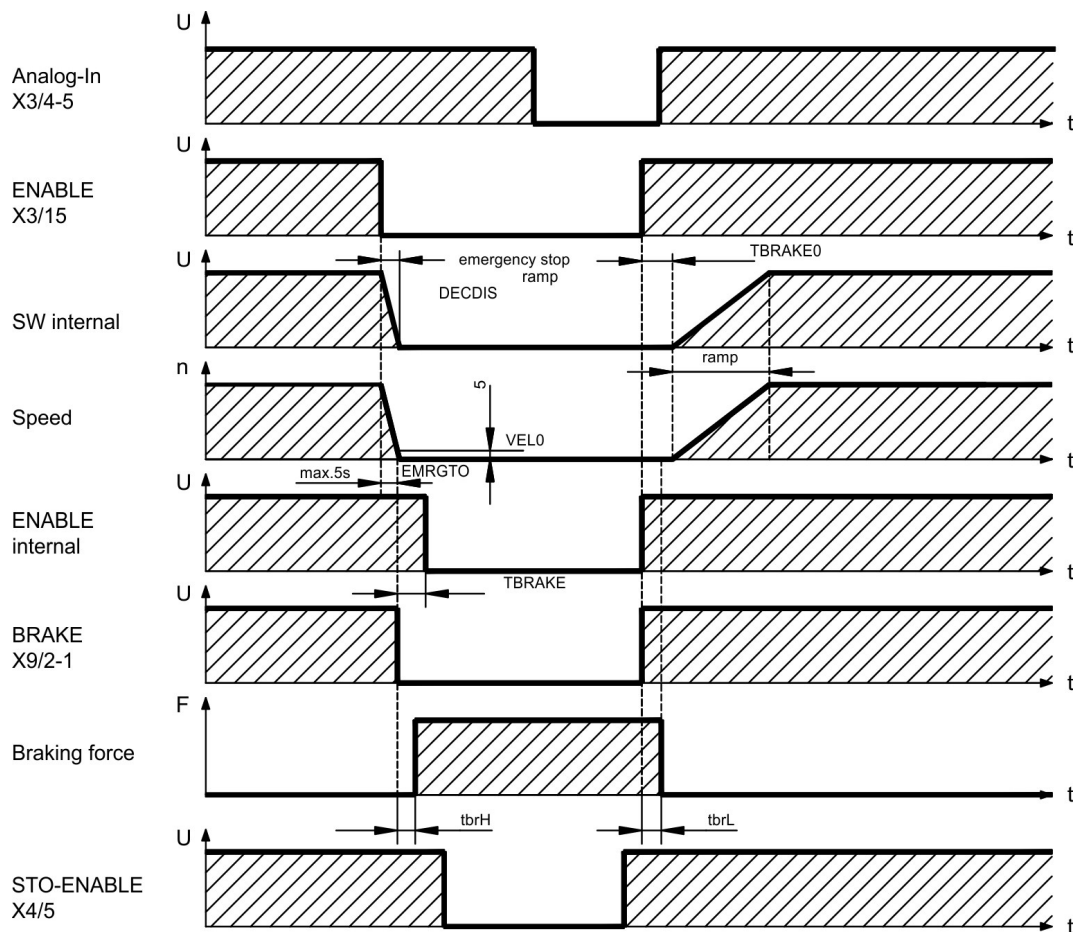 U
Analog-In
X3/4-5
t
U
ENABLE
X3/15
t
TBRAKE0
U
emergency stop
ramp
DECDIS
SW internal
t
n
ramp
5
Speed
VEL0
t
max.5s
EMRGTO
U
ENABLE
internal
t
TBRAKE
U
BRAKE
X9/2-1
t
F
Braking force
t
tbrH
tbrL
U
STO-ENABLE
X4/5
t